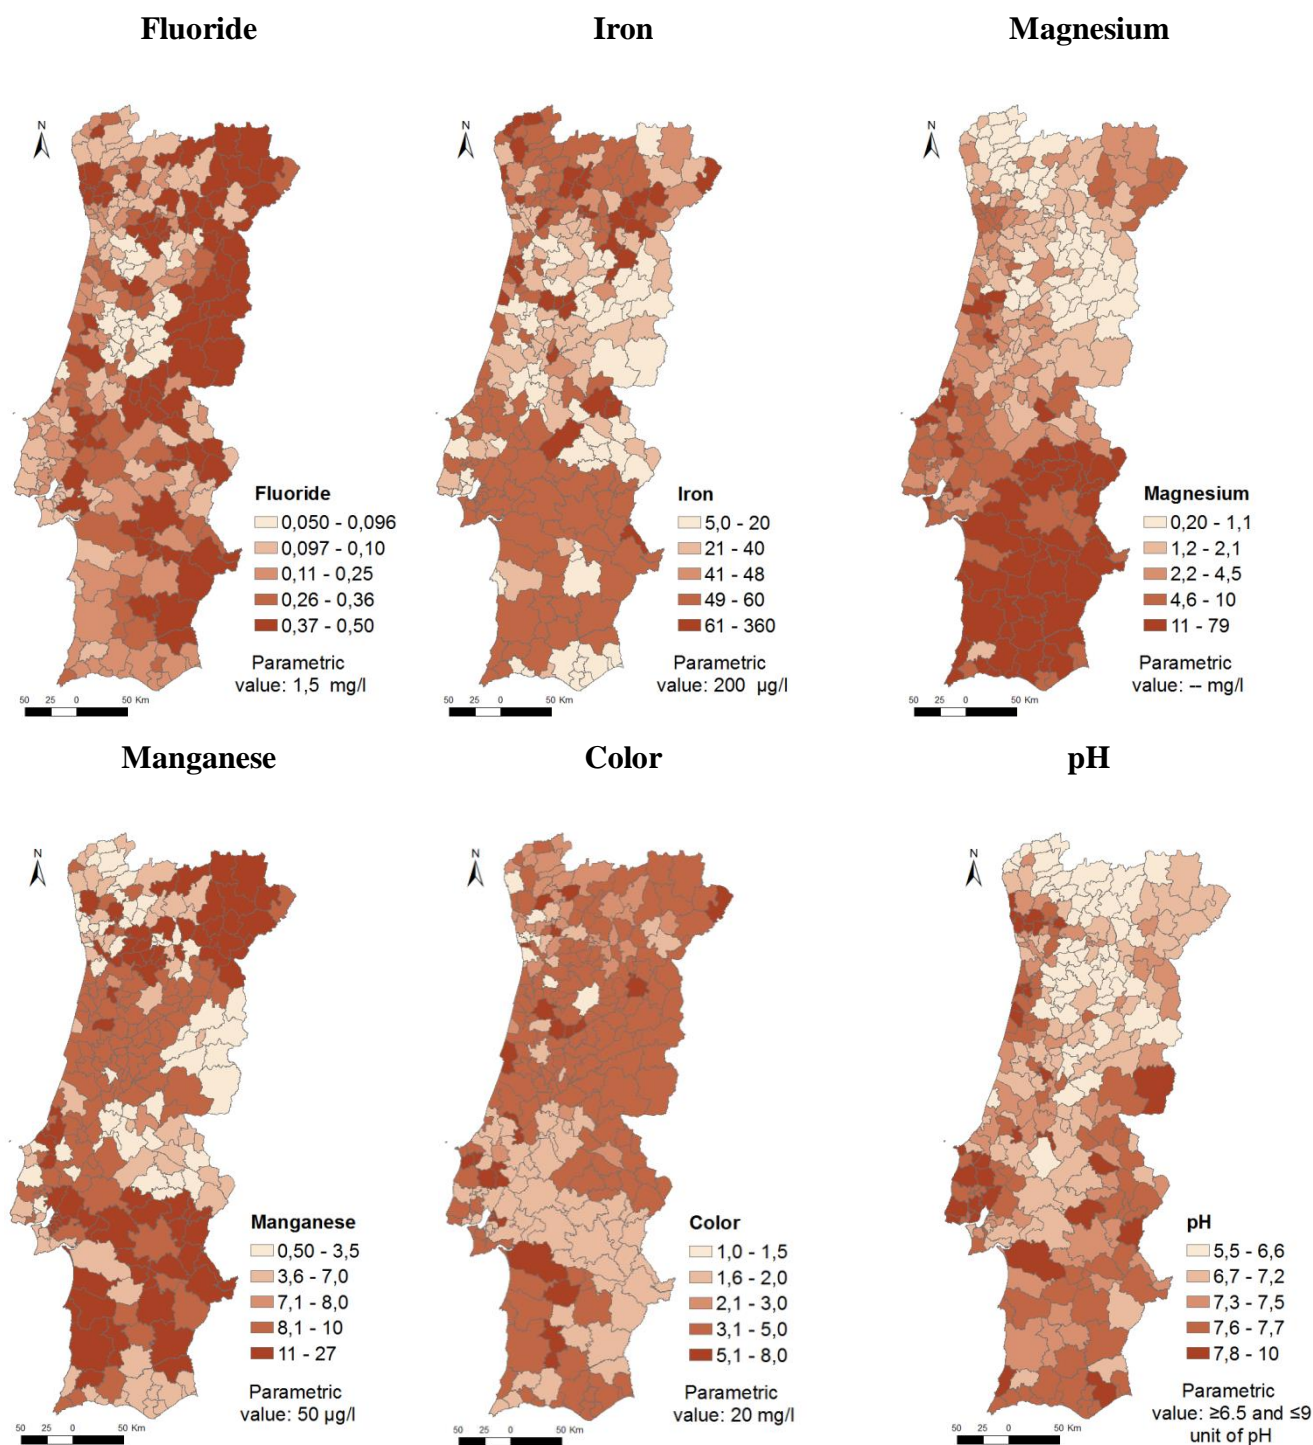 Fluoride
N
Fluoride
0,050 - 0,096
0,097 - 0,10
0,11 - 0,25
0,26 - 0,36
0,37 - 0,50
Parametric
value: 1,5 mg/l
50 25 0 50 Km
Iron
N
Iron
5,0 - 20
21 - 40
41 - 48
49 - 60
61 - 360
Parametric
value: 200 µg/l
50 25 0 50 Km
Magnesium
N
Magnesium
0,20 - 1,1
1,2 - 2,1
2,2 - 4,5
4,6 - 10
11 - 79
Parametric
value: -- mg/l
50 25 0 50 Km
Manganese
N
Manganese
0,50 - 3,5
3,6 - 7,0
7,1 - 8,0
8,1 - 10
11 - 27
Parametric
value: 50 µg/l
50 25 0 50 Km
Color
N
Color
1,0 - 1,5
1,6 - 2,0
2,1 - 3,0
3,1 - 5,0
5,1 - 8,0
Parametric
value: 20 mg/l
50 25 0 50 Km
pH
N
pH
5,5 - 6,6
6,7 - 7,2
7,3 - 7,5
7,6 - 7,7
7,8 - 10
Parametric
value: ≥6.5 and ≤9
unit of pH
50 25 0 50 Km